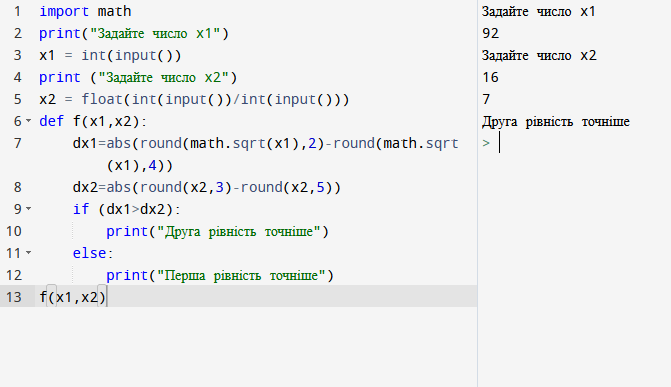 1 import math
2 print("Задайте число x1")
3 x1 = int(input())
4 print ("Задайте число x2")
5 x2 = float(int(input())/int(input()))
6 def f(x1,x2):
7 dx1=abs(round(math.sqrt(x1),2)-round(math.sqrt
(x1),4))
8 dx2=abs(round(x2,3)-round(x2,5))
9 if (dx1>dx2):
10 print("Друга рівність точніше")
11 else:
12 print("Перша рівність точніше")
13 f(x1,x2)
Задайте число x1
92
Задайте число x2
16
7
Друга рівність точніше
>